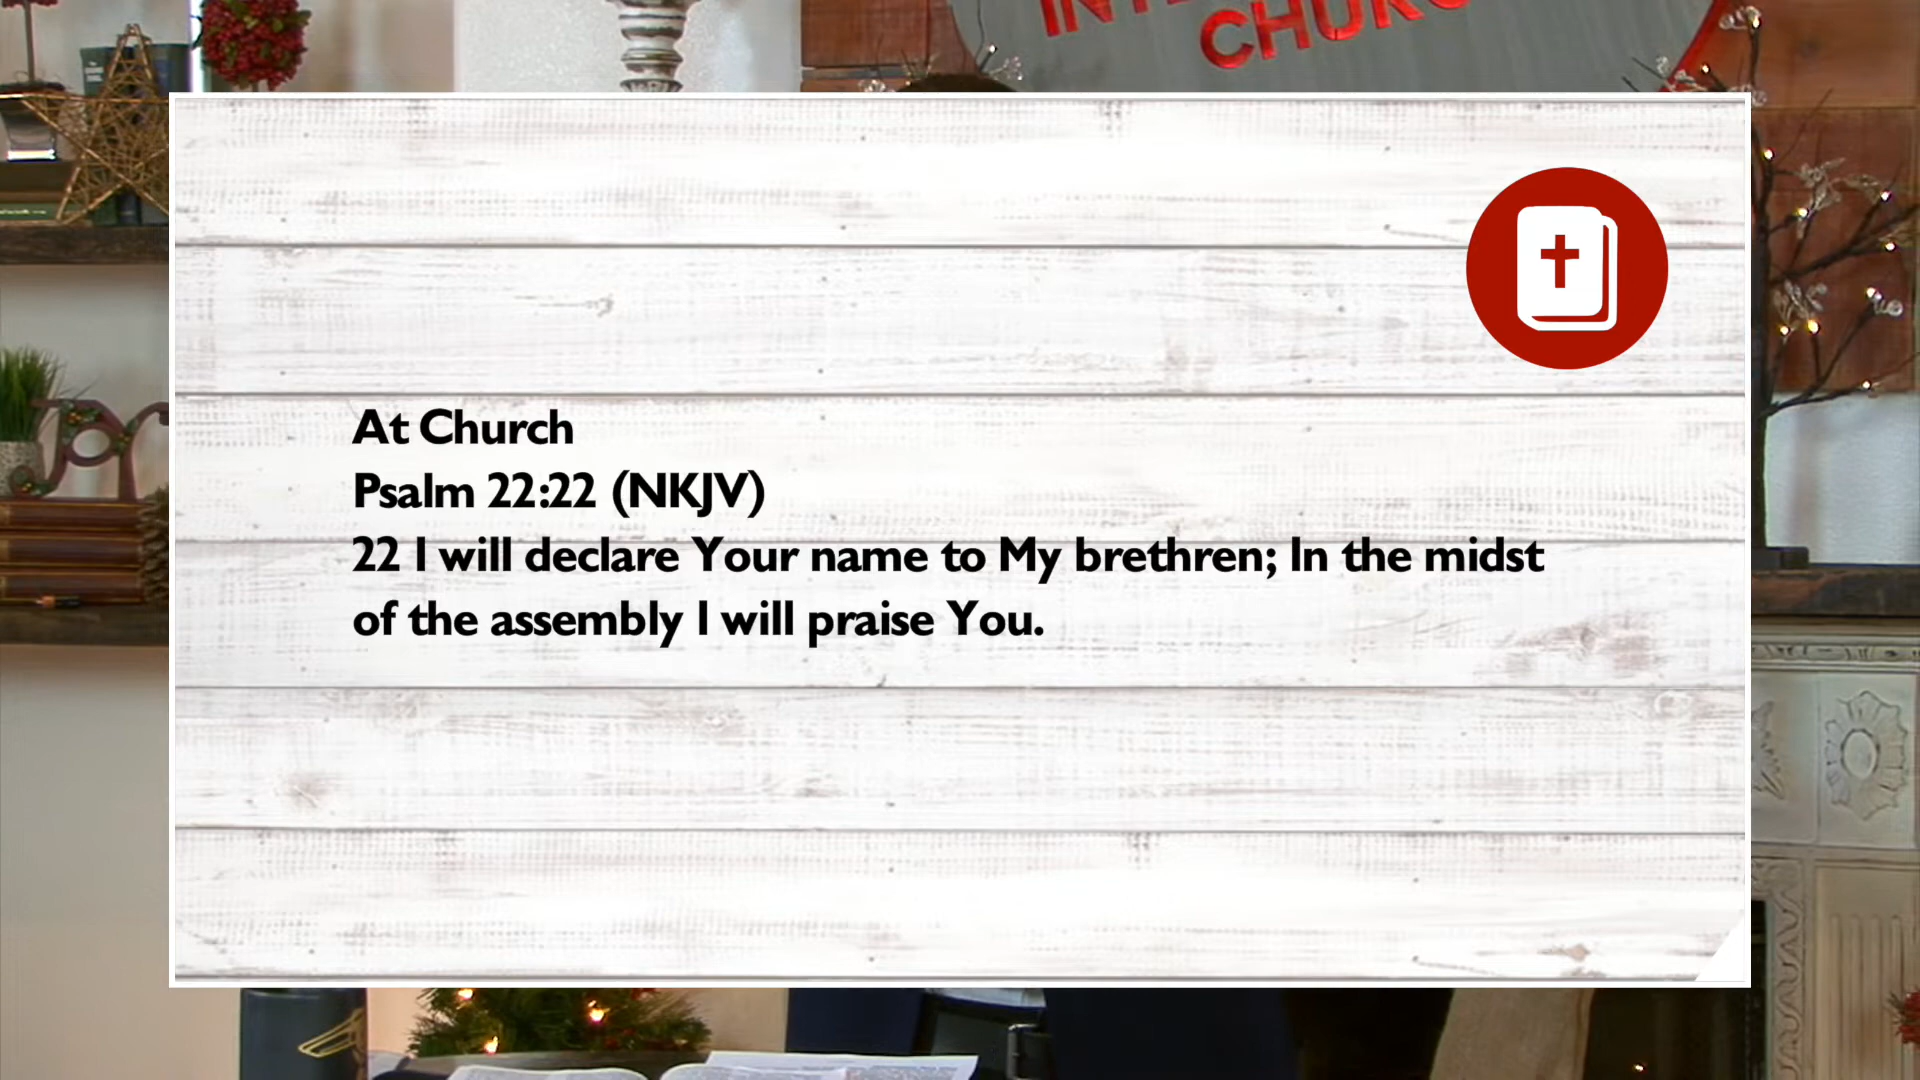 CHURC
At Church
Psalm 22:22 (NKJV)
22 I will declare Your name to My brethren; In the midst
of the assembly I will praise You.